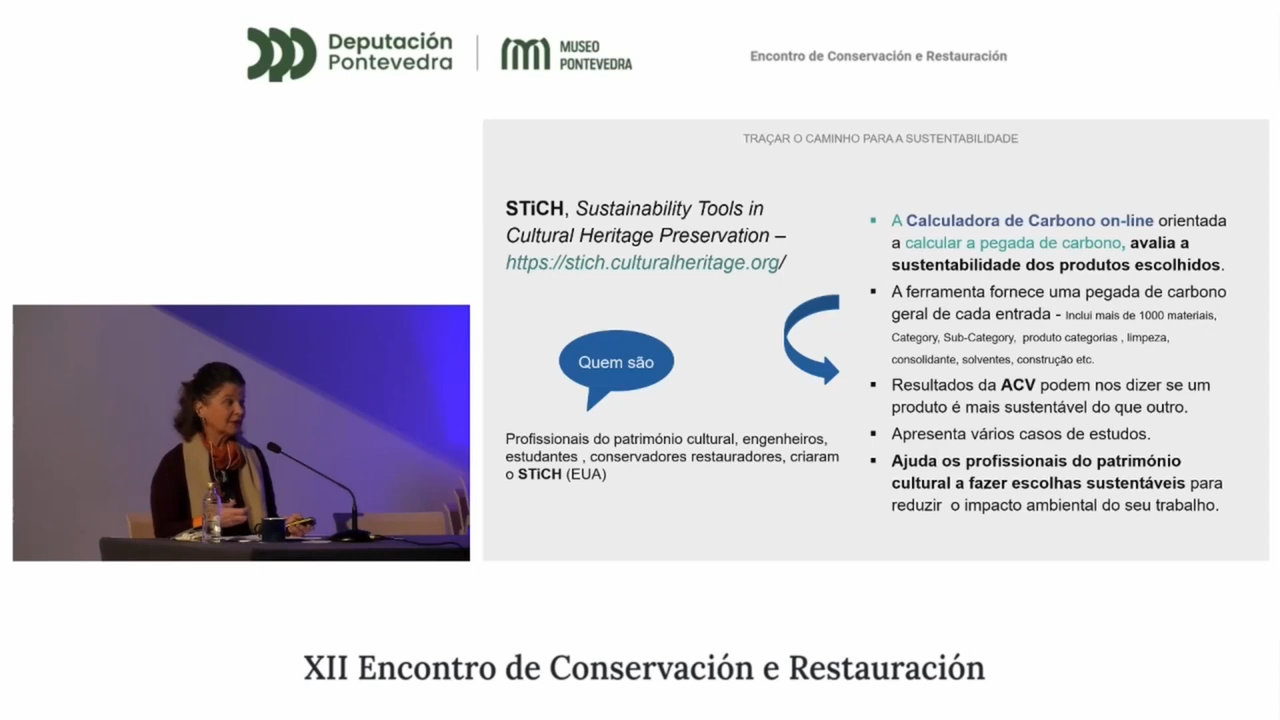 Deputación
Pontevedra
MUSEO
PONTEVEDRA
Encontro de Conservación e Restauración
TRAÇAR O CAMINHO PARA A SUSTENTABILIDADE
STiCH, Sustainability Tools in
Cultural Heritage Preservation –
https://stich.culturalheritage.org/
Quem são
Profissionais do património cultural, engenheiros,
estudantes , conservadores restauradores, criaram
o STiCH (EUA)
▪ A Calculadora de Carbono on-line orientada
a calcular a pegada de carbono, avalia a
sustentabilidade dos produtos escolhidos.
▪ A ferramenta fornece uma pegada de carbono
geral de cada entrada - Inclui mais de 1000 materiais,
Category, Sub-Category, produto categorias , limpeza,
consolidante, solventes, construção etc.
▪ Resultados da ACV podem nos dizer se um
produto é mais sustentável do que outro.
▪ Apresenta vários casos de estudos.
▪ Ajuda os profissionais do património
cultural a fazer escolhas sustentáveis para
reduzir o impacto ambiental do seu trabalho.
XII Encontro de Conservación e Restauración